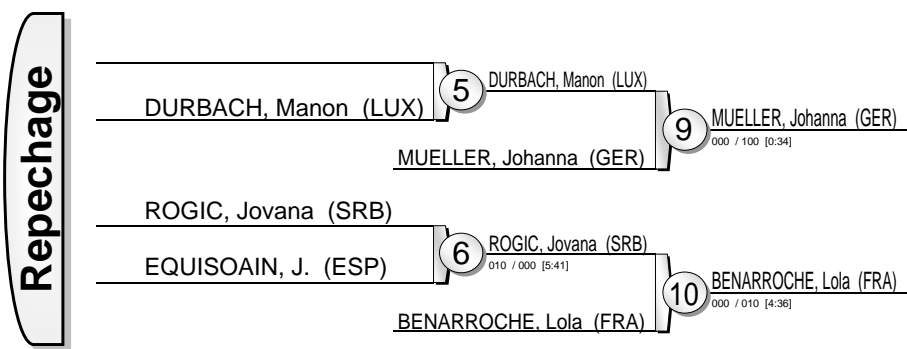 Repechage
DURBACH, Manon (LUX)
5
DURBACH, Manon (LUX)
MUELLER, Johanna (GER)
9
MUELLER, Johanna (GER)
000 / 100 [0:34]
ROGIC, Jovana (SRB)
EQUISOAIN, J. (ESP)
6
ROGIC, Jovana (SRB)
010 / 000 [5:41]
BENARROCHE, Lola (FRA)
10
BENARROCHE, Lola (FRA)
000 / 010 [4:36]